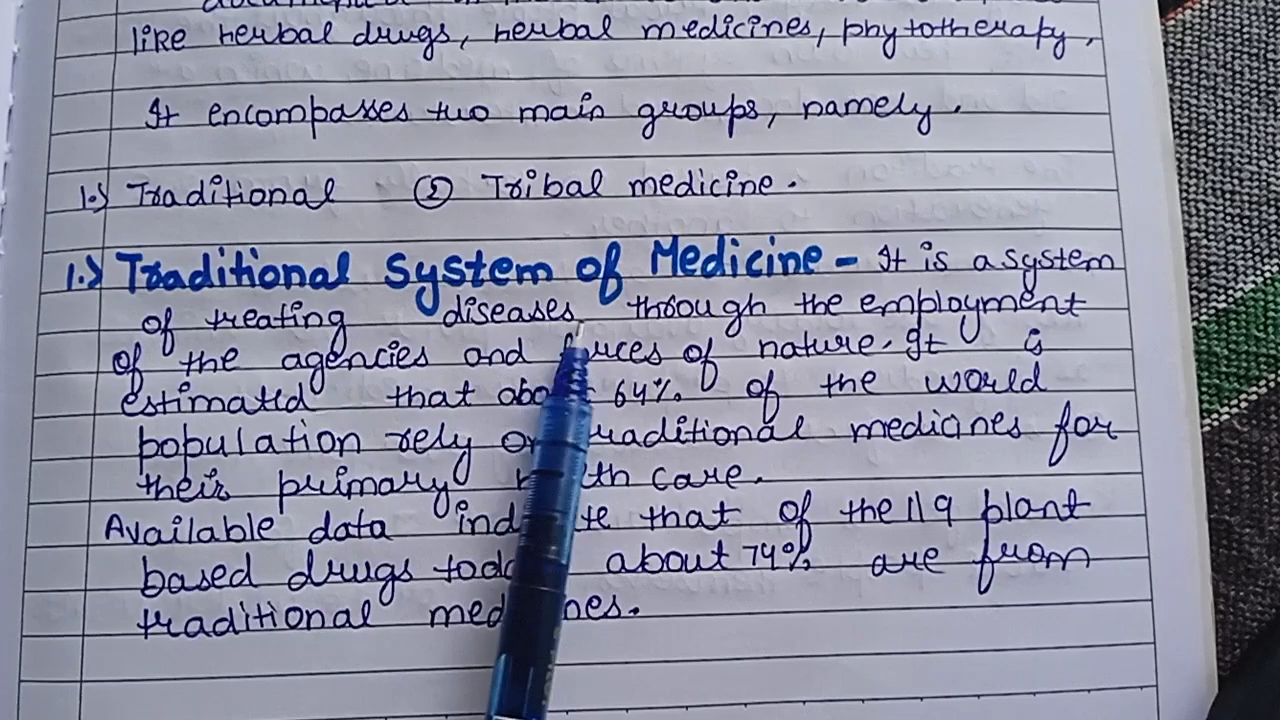 like herbal drugs, herbal medicines, phytotherapy,
It encompasses two main groups, namely.
1.) Traditional ② Tribal medicine.
1.) Traditional System of Medicine - It is a system
of treating diseases through the employment
of the agencies and of nature. It is
estimated that 64% of the world
population rely traditional medicines for
their primary care.
Available data that of the 119 plant
based drugs about 74% are from
traditional